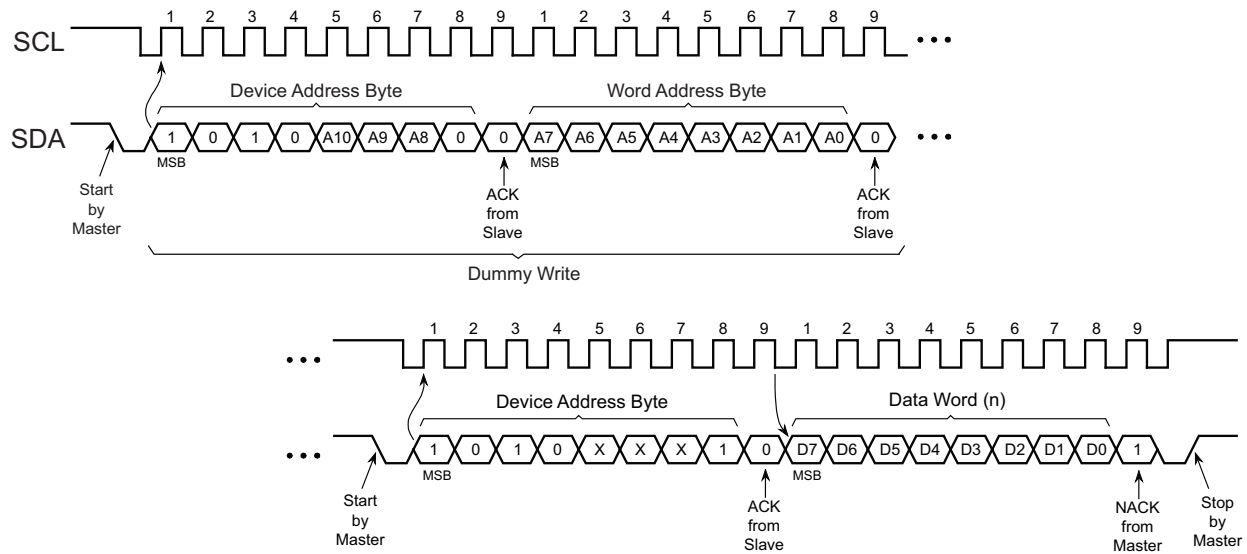 1 2 3 4 5 6 7 8 9 1 2 3 4 5 6 7 8 9
SCL
Device Address Byte Word Address Byte
SDA 1 0 1 0 A10 A9 A8 0 0 A7 A6 A5 A4 A3 A2 A1 A0 0
MSB MSB
Start
by
Master
ACK
from
Slave
ACK
from
Slave
Dummy Write
1 2 3 4 5 6 7 8 9 1 2 3 4 5 6 7 8 9
Device Address Byte Data Word (n)
1 0 1 0 X X X 1 0 D7 D6 D5 D4 D3 D2 D1 D0 1
MSB MSB
Start
by
Master
ACK
from
Slave
NACK
from
Master
Stop
by
Master